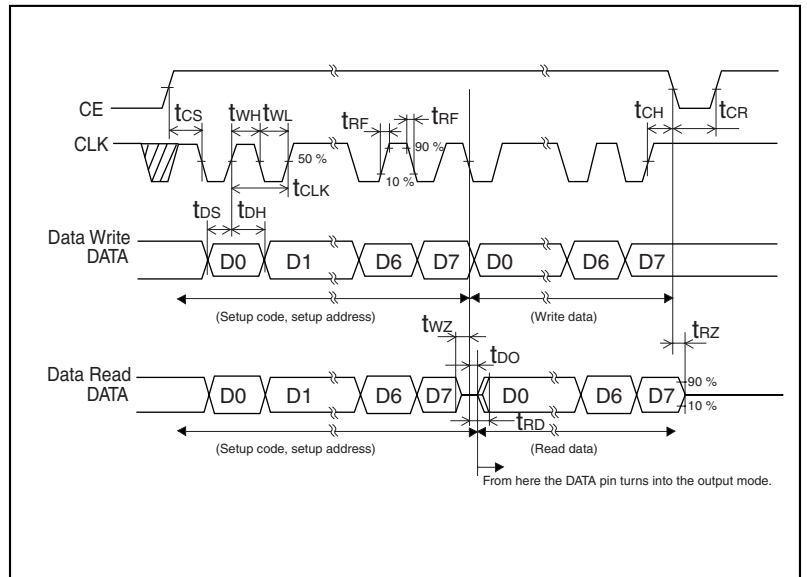 CE
tCS
tWH
tWL
tRF
tRF
tCH
tCR
CLK
50 %
90 %
10 %
tCLK
tDS
tDH
Data Write
DATA
D0
D1
D6
D7
D0
D6
D7
(Setup code, setup address)
(Write data)
tWZ
tDO
tRZ
Data Read
DATA
D0
D1
D6
D7
D0
D6
D7
90 %
10 %
tRD
(Setup code, setup address)
(Read data)
From here the DATA pin turns into the output mode.